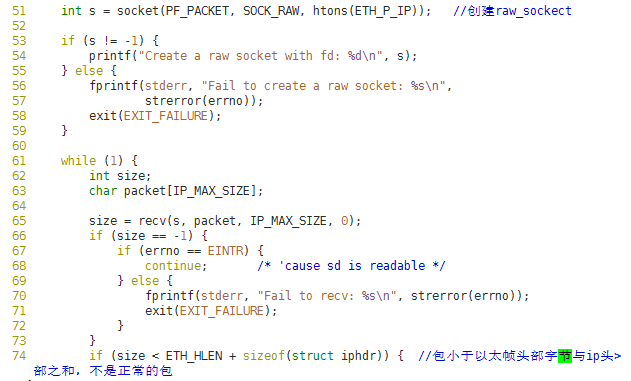 51     int s = socket(PF_PACKET, SOCK_RAW, htons(ETH_P_IP));   //创建raw_sockect
52
53     if (s != -1) {
54         printf("Create a raw socket with fd: %d\n", s);
55     } else {
56         fprintf(stderr, "Fail to create a raw socket: %s\n",
57                 strerror(errno));
58         exit(EXIT_FAILURE);
59     }
60
61     while (1) {
62         int size;
63         char packet[IP_MAX_SIZE];
64
65         size = recv(s, packet, IP_MAX_SIZE, 0);
66         if (size == -1) {
67             if (errno == EINTR) {
68                 continue;       /* 'cause sd is readable */
69             } else {
70                 fprintf(stderr, "Fail to recv: %s\n", strerror(errno));
71                 exit(EXIT_FAILURE);
72             }
73         }
74         if (size < ETH_HLEN + sizeof(struct iphdr)) {  //包小于以太帧头部字节与ip头>
部之和，不是正常的包